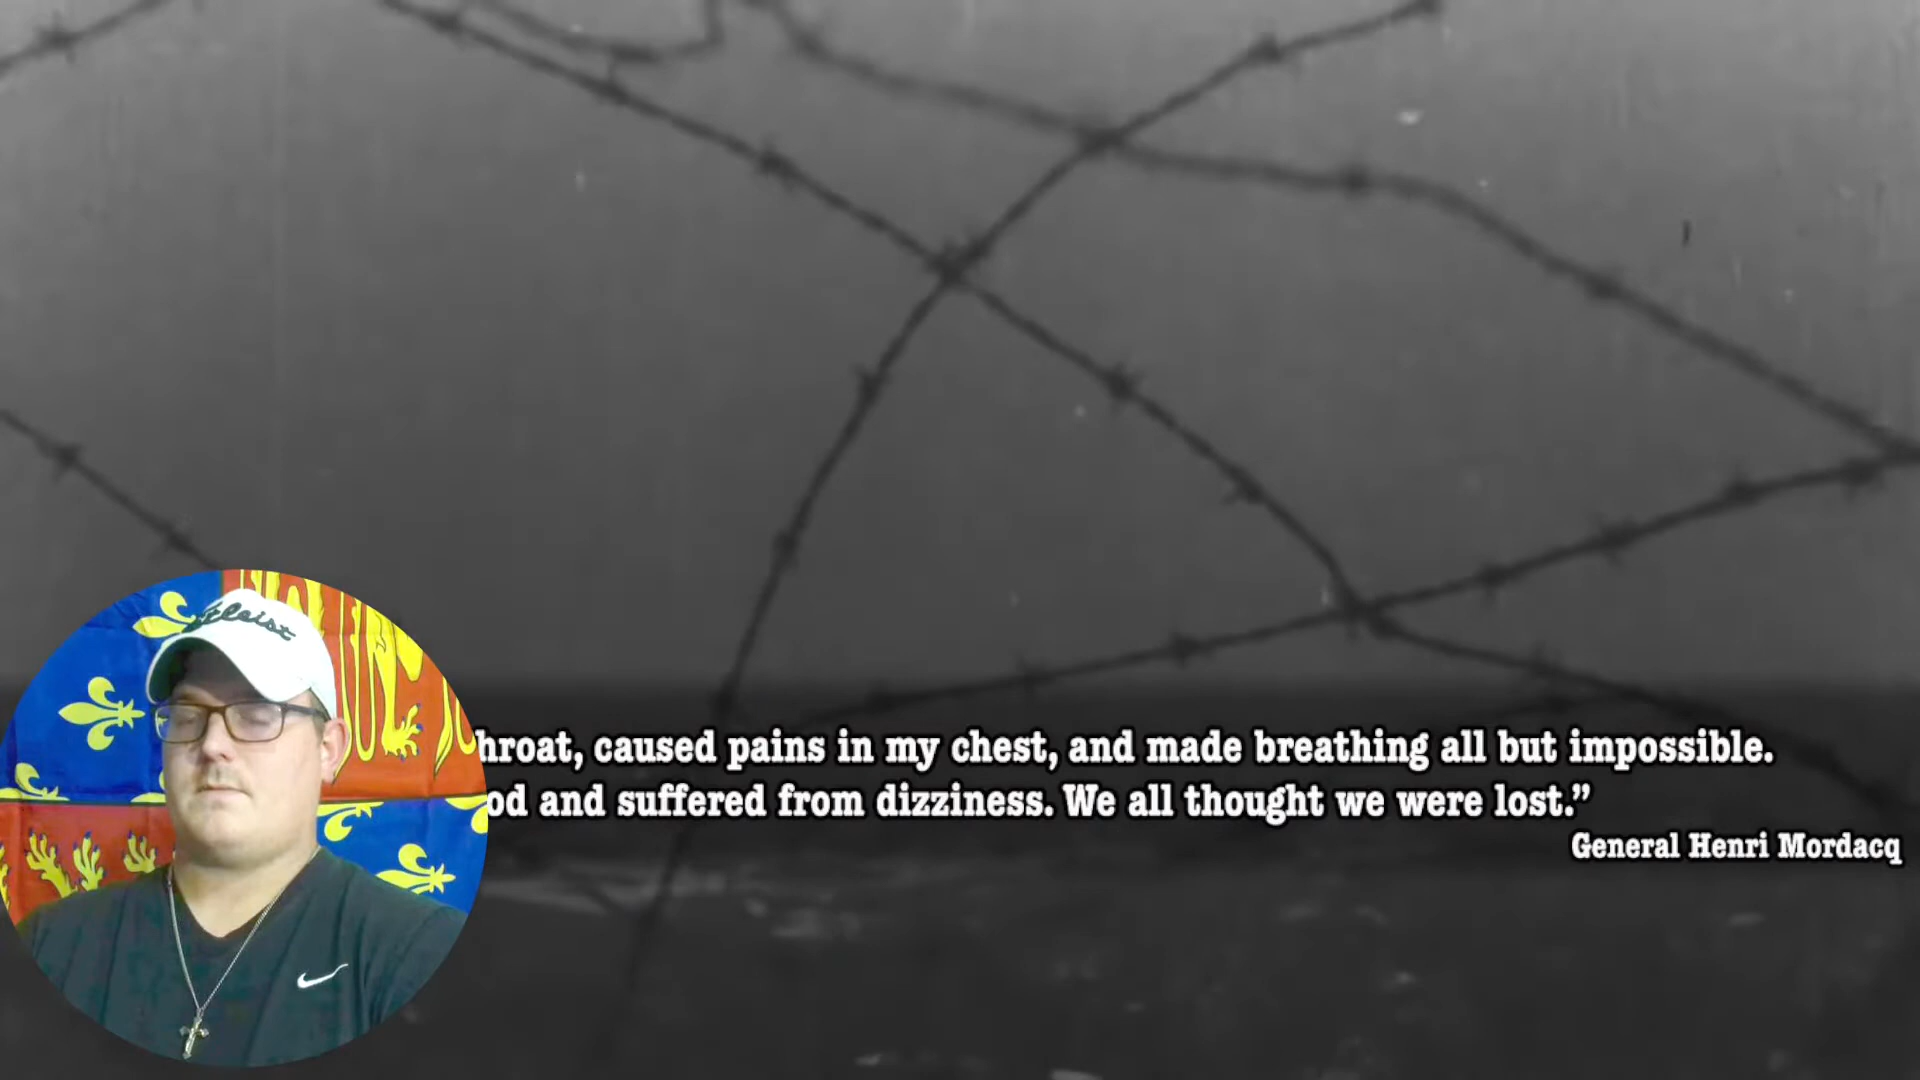 hroat, caused pains in my chest, and made breathing all but impossible.
od and suffered from dizziness. We all thought we were lost.”
General Henri Mordacq